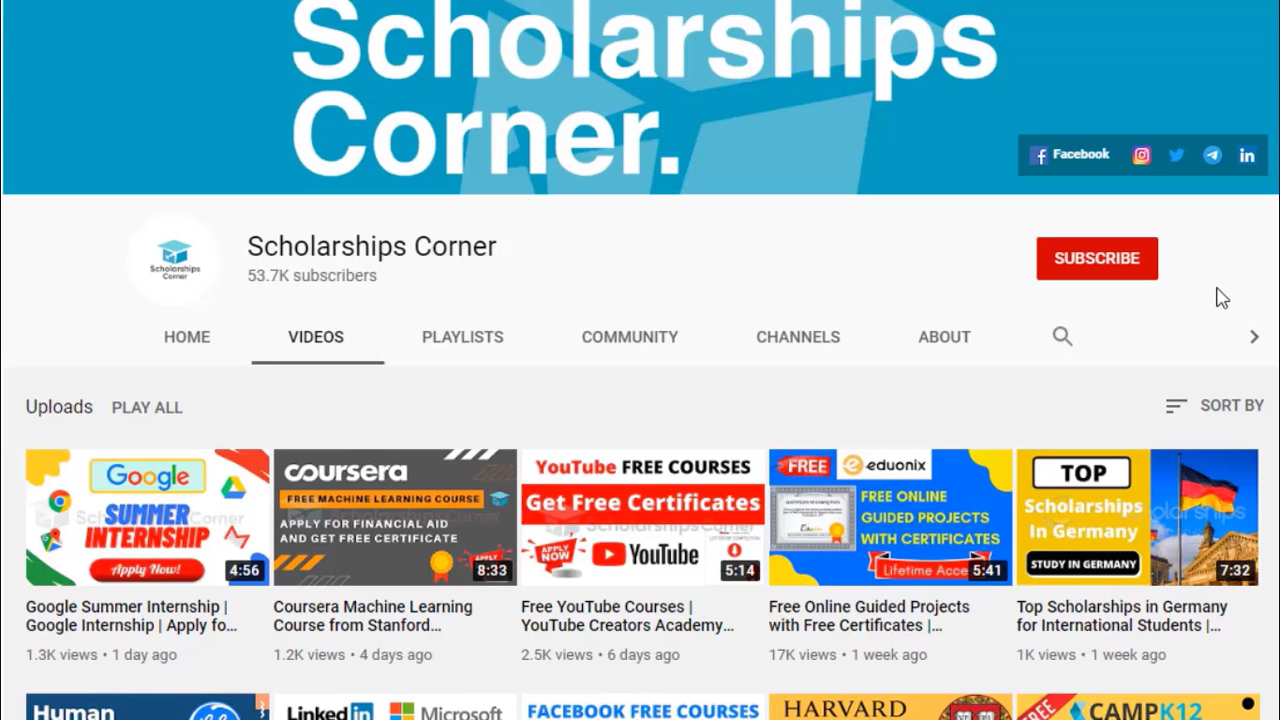 Scholarships
Corner.
Facebook
in
Scholarships
Corner
Scholarships Corner
53.7K subscribers
SUBSCRIBE
HOME
VIDEOS
PLAYLISTS
COMMUNITY
CHANNELS
ABOUT
Uploads
PLAY ALL
SORT BY
Google
SUMMER
INTERNSHIP
Apply Now!
4:56
Google Summer Internship |
Google Internship | Apply fo...
1.3K views • 1 day ago
coursera
FREE MACHINE LEARNING COURSE
APPLY FOR FINANCIAL AID
AND GET FREE CERTIFICATE
8:33
Coursera Machine Learning
Course from Stanford...
1.2K views • 4 days ago
YouTube FREE COURSES
Get Free Certificates
ScholarshipsCorner
APPLY
NOW
YouTube
5:14
Free YouTube Courses |
YouTube Creators Academy...
2.5K views • 6 days ago
FREE
eduonix
FREE ONLINE
GUIDED PROJECTS
WITH CERTIFICATES
Lifetime Acce
5:41
Free Online Guided Projects
with Free Certificates |...
17K views • 1 week ago
TOP
Scholarships
In Germany
STUDY IN GERMANY
7:32
Top Scholarships in Germany
for International Students |...
1K views • 1 week ago
Human
LinkedIn
Microsoft
FACEBOOK FREE COURSES
HARVARD
FREE
CAMPK12